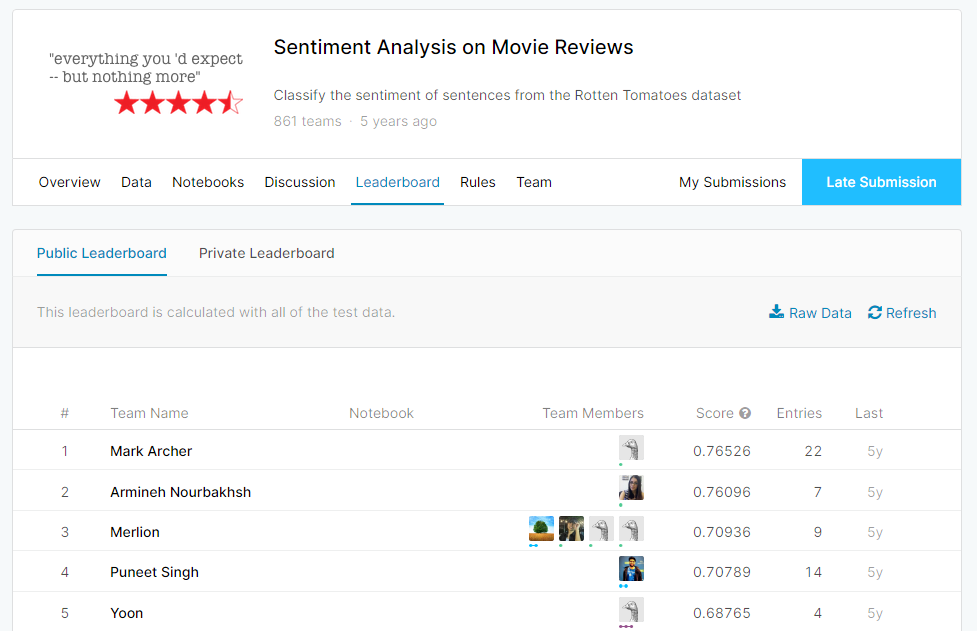 "everything you 'd expect
-- but nothing more"
Sentiment Analysis on Movie Reviews
Classify the sentiment of sentences from the Rotten Tomatoes dataset
861 teams · 5 years ago
Overview Data Notebooks Discussion Leaderboard Rules Team My Submissions Late Submission
Public Leaderboard Private Leaderboard
This leaderboard is calculated with all of the test data. Raw Data Refresh
# Team Name Notebook Team Members Score ? Entries Last
1 Mark Archer 0.76526 22 5y
2 Armineh Nourbakhsh 0.76096 7 5y
3 Merlion 0.70936 9 5y
4 Puneet Singh 0.70789 14 5y
5 Yoon 0.68765 4 5y